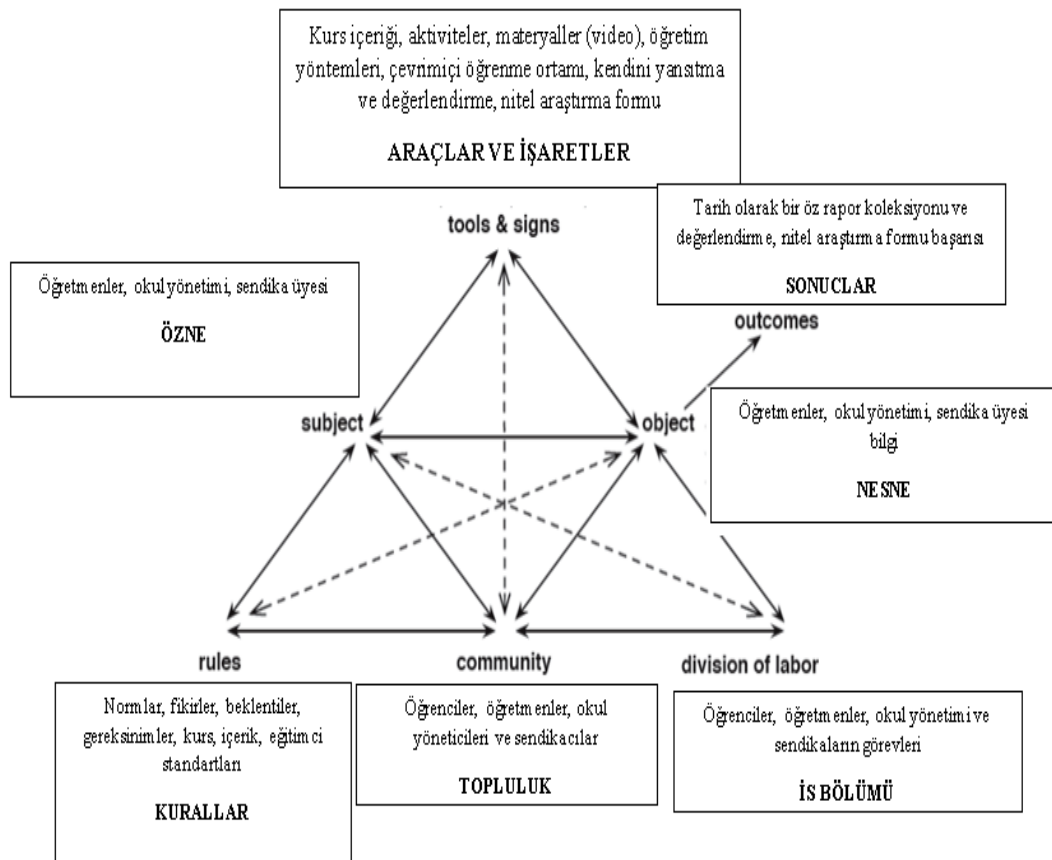 Kurs içeriği, aktiviteler, materyaller (video), öğretim
yöntemleri, çevrimiçi öğrenme ortamı, kendini yansıtma
ve değerlendirme, nitel araştırma formu
ARAÇLAR VE İŞARETLER
Tarih olarak bir öz rapor koleksiyonu ve
değerlendirme, nitel araştırma formu başarısı
SONUCLAR
tools & signs
Öğretmenler, okul yönetimi, sendika üyesi
ÖZNE
outcomes
subject
object
Öğretmenler, okul yönetimi, sendika üyesi
bilgi
NESNE
rules
community
division of labor
Normlar, fikirler, beklentiler,
gereksinimler, kurs, içerik, eğitimci
standartları
KURALLAR
Öğrenciler, öğretmenler, okul
yöneticileri ve sendikacılar
TOPLULUK
Öğrenciler, öğretmenler, okul yönetimi ve
sendikaların görevleri
İS BÖLÜMÜ